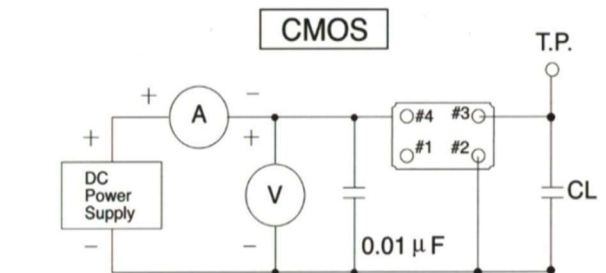 CMOS
T.P.
+ A −
#4 #3
+ +
#1 #2
DC
Power
Supply
V
CL
− −
0.01 μF